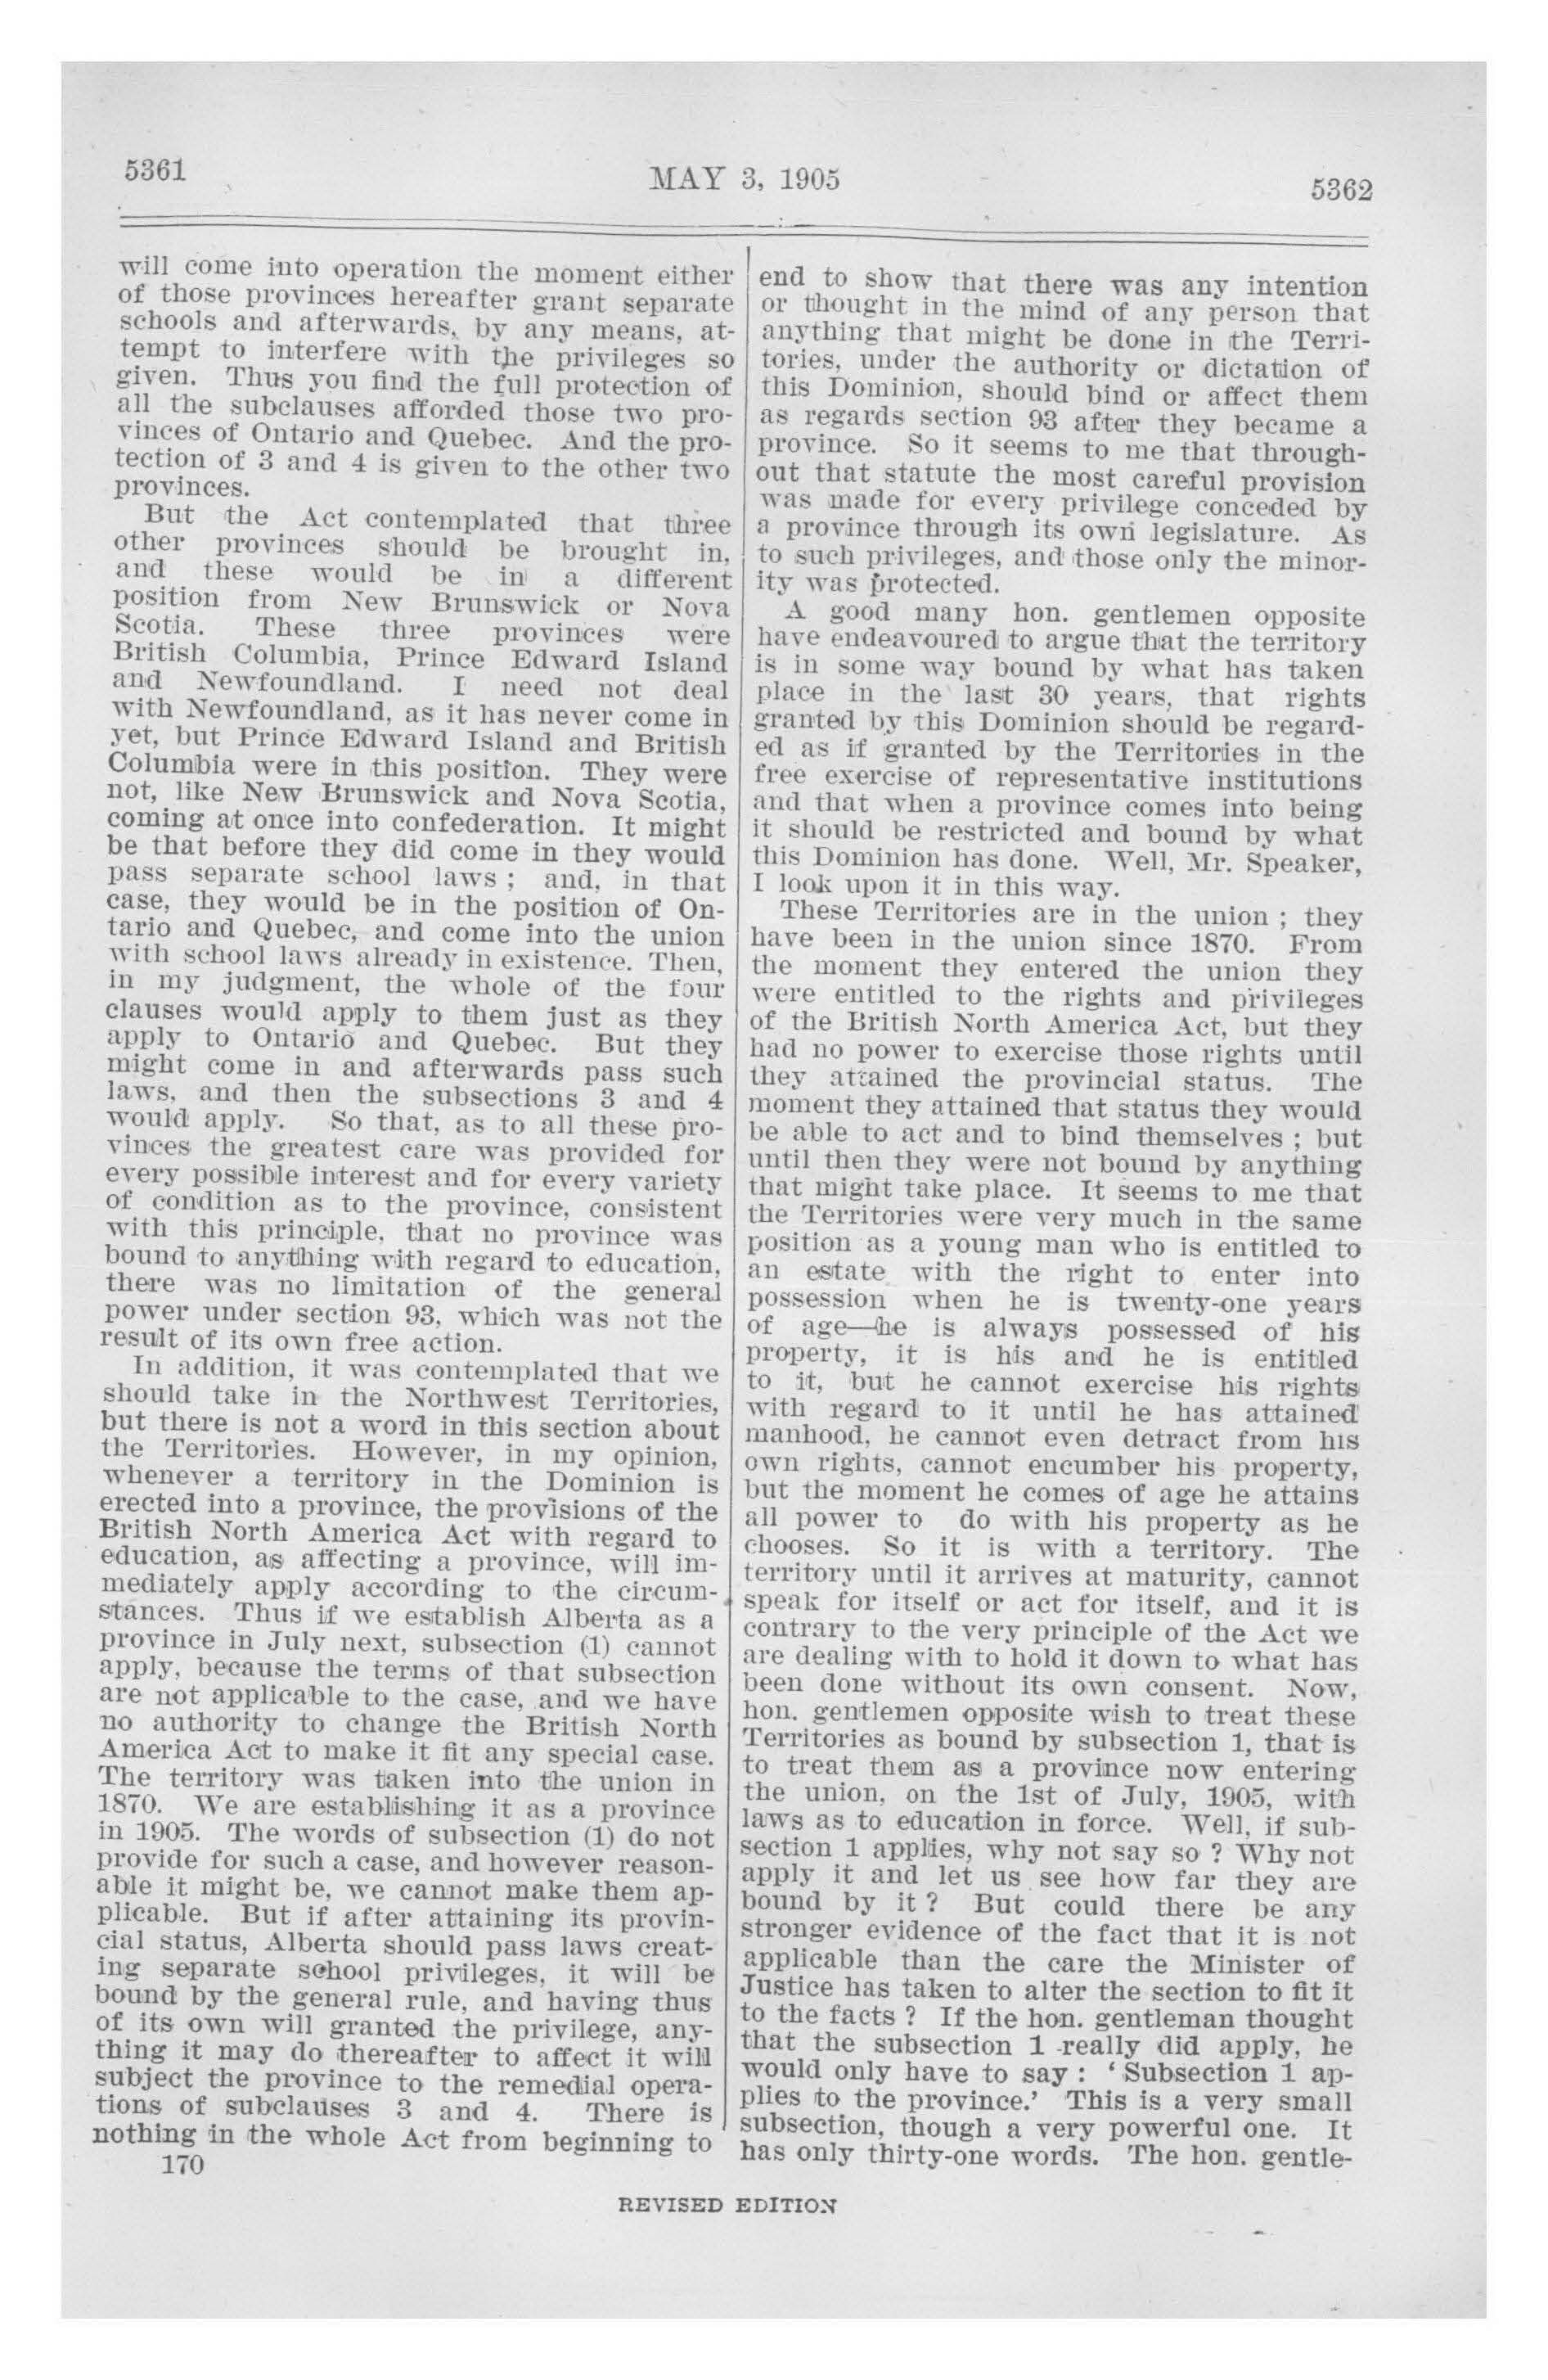 5361
MAY 3, 1905
5362
will come into operation the moment either
of those provinces hereafter grant separate
schools and afterwards, by any means, at-
tempt to interfere with the privileges so
given. Thus you find the full protection of
all the subclauses afforded those two pro-
vinces of Ontario and Quebec. And the pro-
tection of 3 and 4 is given to the other two
provinces.
But the Act contemplated that three
other provinces should be brought in,
and these would be in a different
position from New Brunswick or Nova
Scotia. These three provinces were
British Columbia, Prince Edward Island
and Newfoundland. I need not deal
with Newfoundland, as it has never come in
yet, but Prince Edward Island and British
Columbia were in this position. They were
not, like New Brunswick and Nova Scotia,
coming at once into confederation. It might
be that before they did come in they would
pass separate school laws ; and, in that
case, they would be in the position of On-
tario and Quebec, and come into the union
with school laws already in existence. Then,
in my judgment, the whole of the four
clauses would apply to them just as they
apply to Ontario and Quebec. But they
might come in and afterwards pass such
laws, and then the subsections 3 and 4
would apply. So that, as to all these pro-
vinces the greatest care was provided for
every possible interest and for every variety
of condition as to the province, consistent
with this principle, that no province was
bound to anything with regard to education,
there was no limitation of the general
power under section 93, which was not the
result of its own free action.
In addition, it was contemplated that we
should take in the Northwest Territories,
but there is not a word in this section about
the Territories. However, in my opinion,
whenever a territory in the Dominion is
erected into a province, the provisions of the
British North America Act with regard to
education, as affecting a province, will im-
mediately apply according to the circum-
stances. Thus if we establish Alberta as a
province in July next, subsection (1) cannot
apply, because the terms of that subsection
are not applicable to the case, and we have
no authority to change the British North
America Act to make it fit any special case.
The territory was taken into the union in
1870. We are establishing it as a province
in 1905. The words of subsection (1) do not
provide for such a case, and however reason-
able it might be, we cannot make them ap-
plicable. But if after attaining its provin-
cial status, Alberta should pass laws creat-
ing separate school privileges, it will be
bound by the general rule, and having thus
of its own will granted the privilege, any-
thing it may do thereafter to affect it will
subject the province to the remedial opera-
tions of subclauses 3 and 4. There is
nothing in the whole Act from beginning to
170
end to show that there was any intention
or thought in the mind of any person that
anything that might be done in the Terri-
tories, under the authority or dictation of
this Dominion, should bind or affect them
as regards section 93 after they became a
province. So it seems to me that through-
out that statute the most careful provision
was made for every privilege conceded by
a province through its own legislature. As
to such privileges, and those only the minor-
ity was protected.
A good many hon. gentlemen opposite
have endeavoured to argue that the territory
is in some way bound by what has taken
place in the last 30 years, that rights
granted by this Dominion should be regard-
ed as if granted by the Territories in the
free exercise of representative institutions
and that when a province comes into being
it should be restricted and bound by what
this Dominion has done. Well, Mr. Speaker,
I look upon it in this way.
These Territories are in the union ; they
have been in the union since 1870. From
the moment they entered the union they
were entitled to the rights and privileges
of the British North America Act, but they
had no power to exercise those rights until
they attained the provincial status. The
moment they attained that status they would
be able to act and to bind themselves ; but
until then they were not bound by anything
that might take place. It seems to me that
the Territories were very much in the same
position as a young man who is entitled to
an estate with the right to enter into
possession when he is twenty-one years
of age—he is always possessed of his
property, it is his and he is entitled
to it, but he cannot exercise his rights
with regard to it until he has attained
manhood, he cannot even detract from his
own rights, cannot encumber his property,
but the moment he comes of age he attains
all power to do with his property as he
chooses. So it is with a territory. The
territory until it arrives at maturity, cannot
speak for itself or act for itself, and it is
contrary to the very principle of the Act we
are dealing with to hold it down to what has
been done without its own consent. Now,
hon. gentlemen opposite wish to treat these
Territories as bound by subsection 1, that is
to treat them as a province now entering
the union, on the 1st of July, 1905, with
laws as to education in force. Well, if sub-
section 1 applies, why not say so ? Why not
apply it and let us see how far they are
bound by it ? But could there be any
stronger evidence of the fact that it is not
applicable than the care the Minister of
Justice has taken to alter the section to fit it
to the facts ? If the hon. gentleman thought
that the subsection 1 really did apply, he
would only have to say : ‘ Subsection 1 ap-
plies to the province.’ This is a very small
subsection, though a very powerful one. It
has only thirty-one words. The hon. gentle-
REVISED EDITION